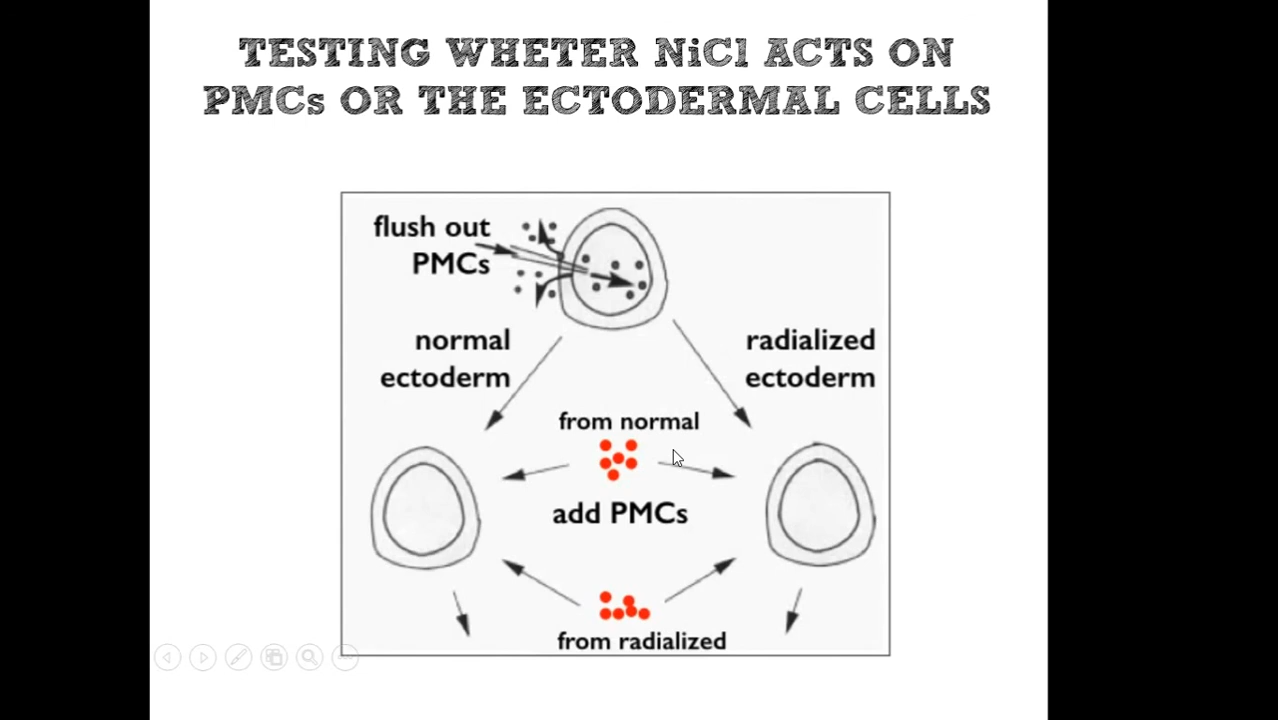 TESTING WHETER NiCl ACTS ON
PMCs OR THE ECTODERMAL CELLS
flush out
PMCs
normal
ectoderm
radialized
ectoderm
from normal
add PMCs
from radialized